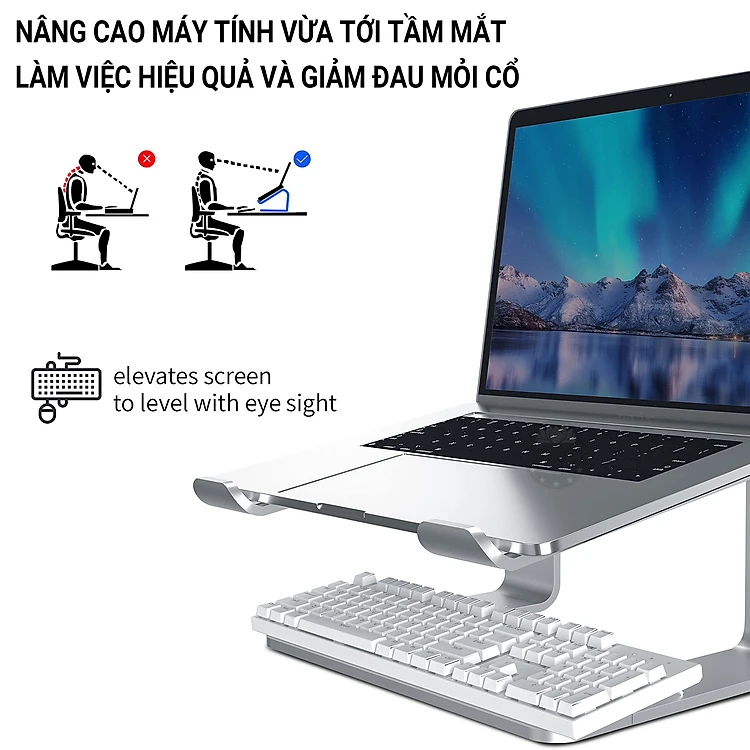 NÂNG CAO MÁY TÍNH VỪA TỚI TẦM MẮT
LÀM VIỆC HIỆU QUẢ VÀ GIẢM ĐAU MỎI CỔ
elevates screen
to level with eye sight